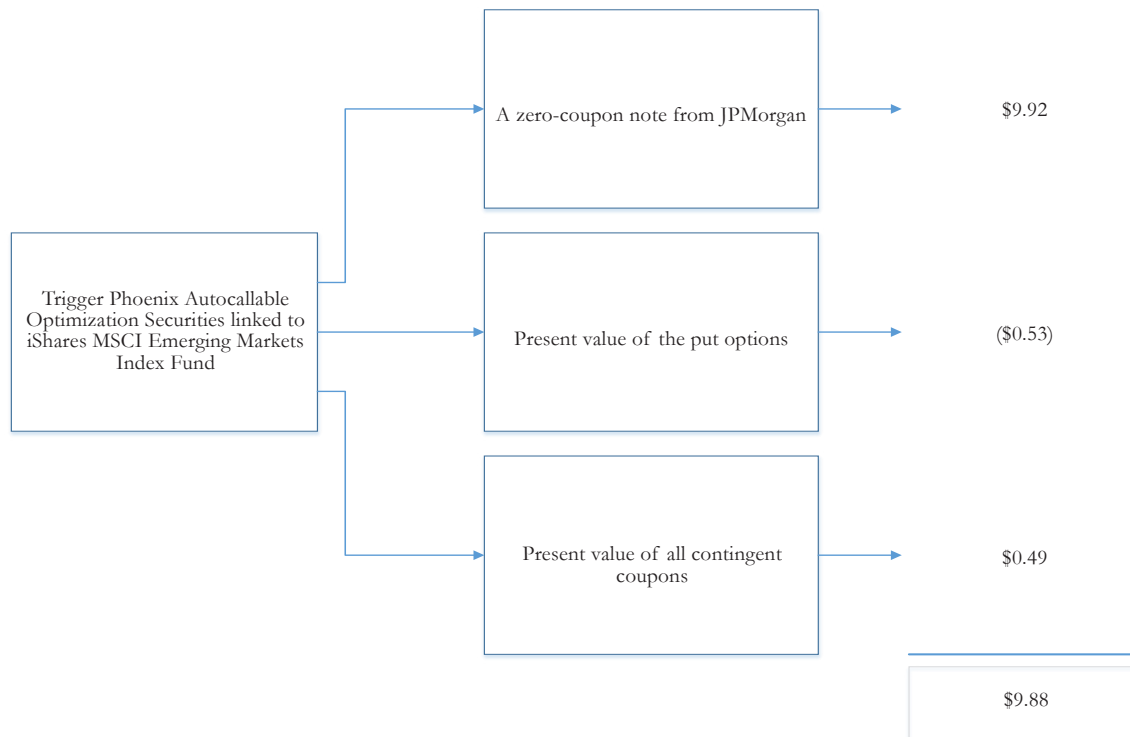 A zero-coupon note from JPMorgan
$9.92
Trigger Phoenix Autocallable
Optimization Securities linked to
iShares MSCI Emerging Markets
Index Fund
Present value of the put options
($0.53)
Present value of all contingent
coupons
$0.49
$9.88